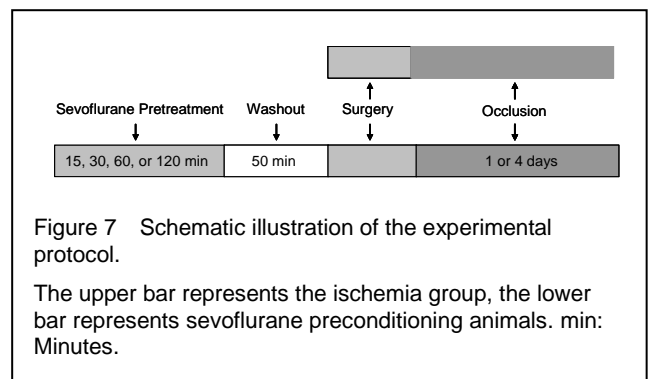 Sevoflurane Pretreatment Washout Surgery Occlusion
15, 30, 60, or 120 min 50 min 1 or 4 days
Figure 7 Schematic illustration of the experimental
protocol.
The upper bar represents the ischemia group, the lower
bar represents sevoflurane preconditioning animals. min:
Minutes.